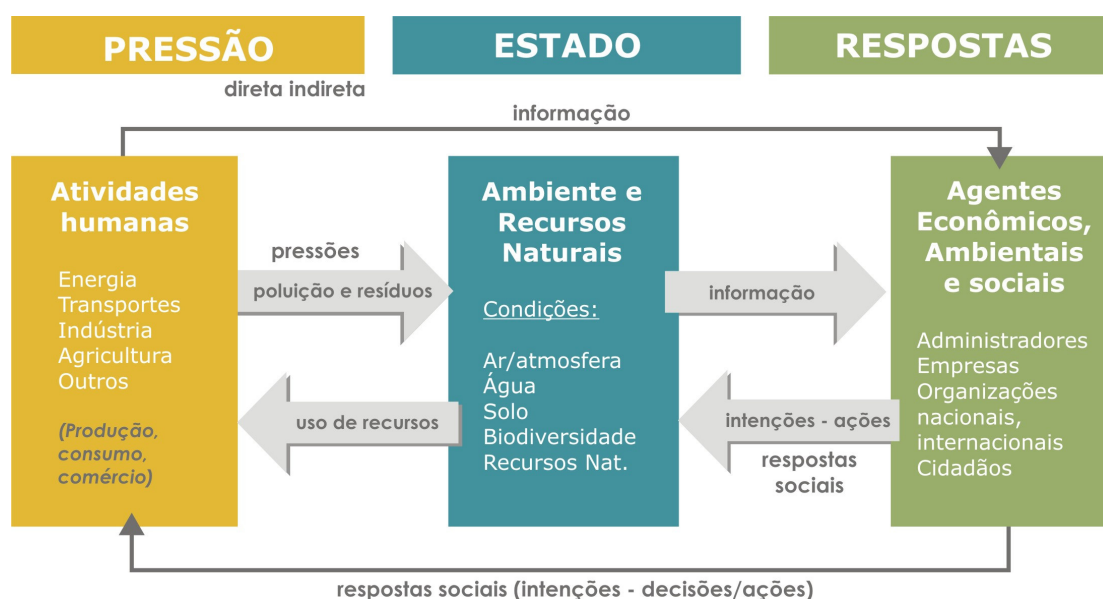 PRESSÃO
ESTADO
RESPOSTAS
direta indireta
informação
Atividades
humanas
Energia
Transportes
Indústria
Agricultura
Outros
(Produção,
consumo,
comércio)
pressões
poluição e resíduos
uso de recursos
Ambiente e
Recursos
Naturais
Condições:
Ar/atmosfera
Água
Solo
Biodiversidade
Recursos Nat.
informação
intenções - ações
respostas
sociais
Agentes
Econômicos,
Ambientais
e sociais
Administradores
Empresas
Organizações
nacionais,
internacionais
Cidadãos
respostas sociais (intenções - decisões/ações)